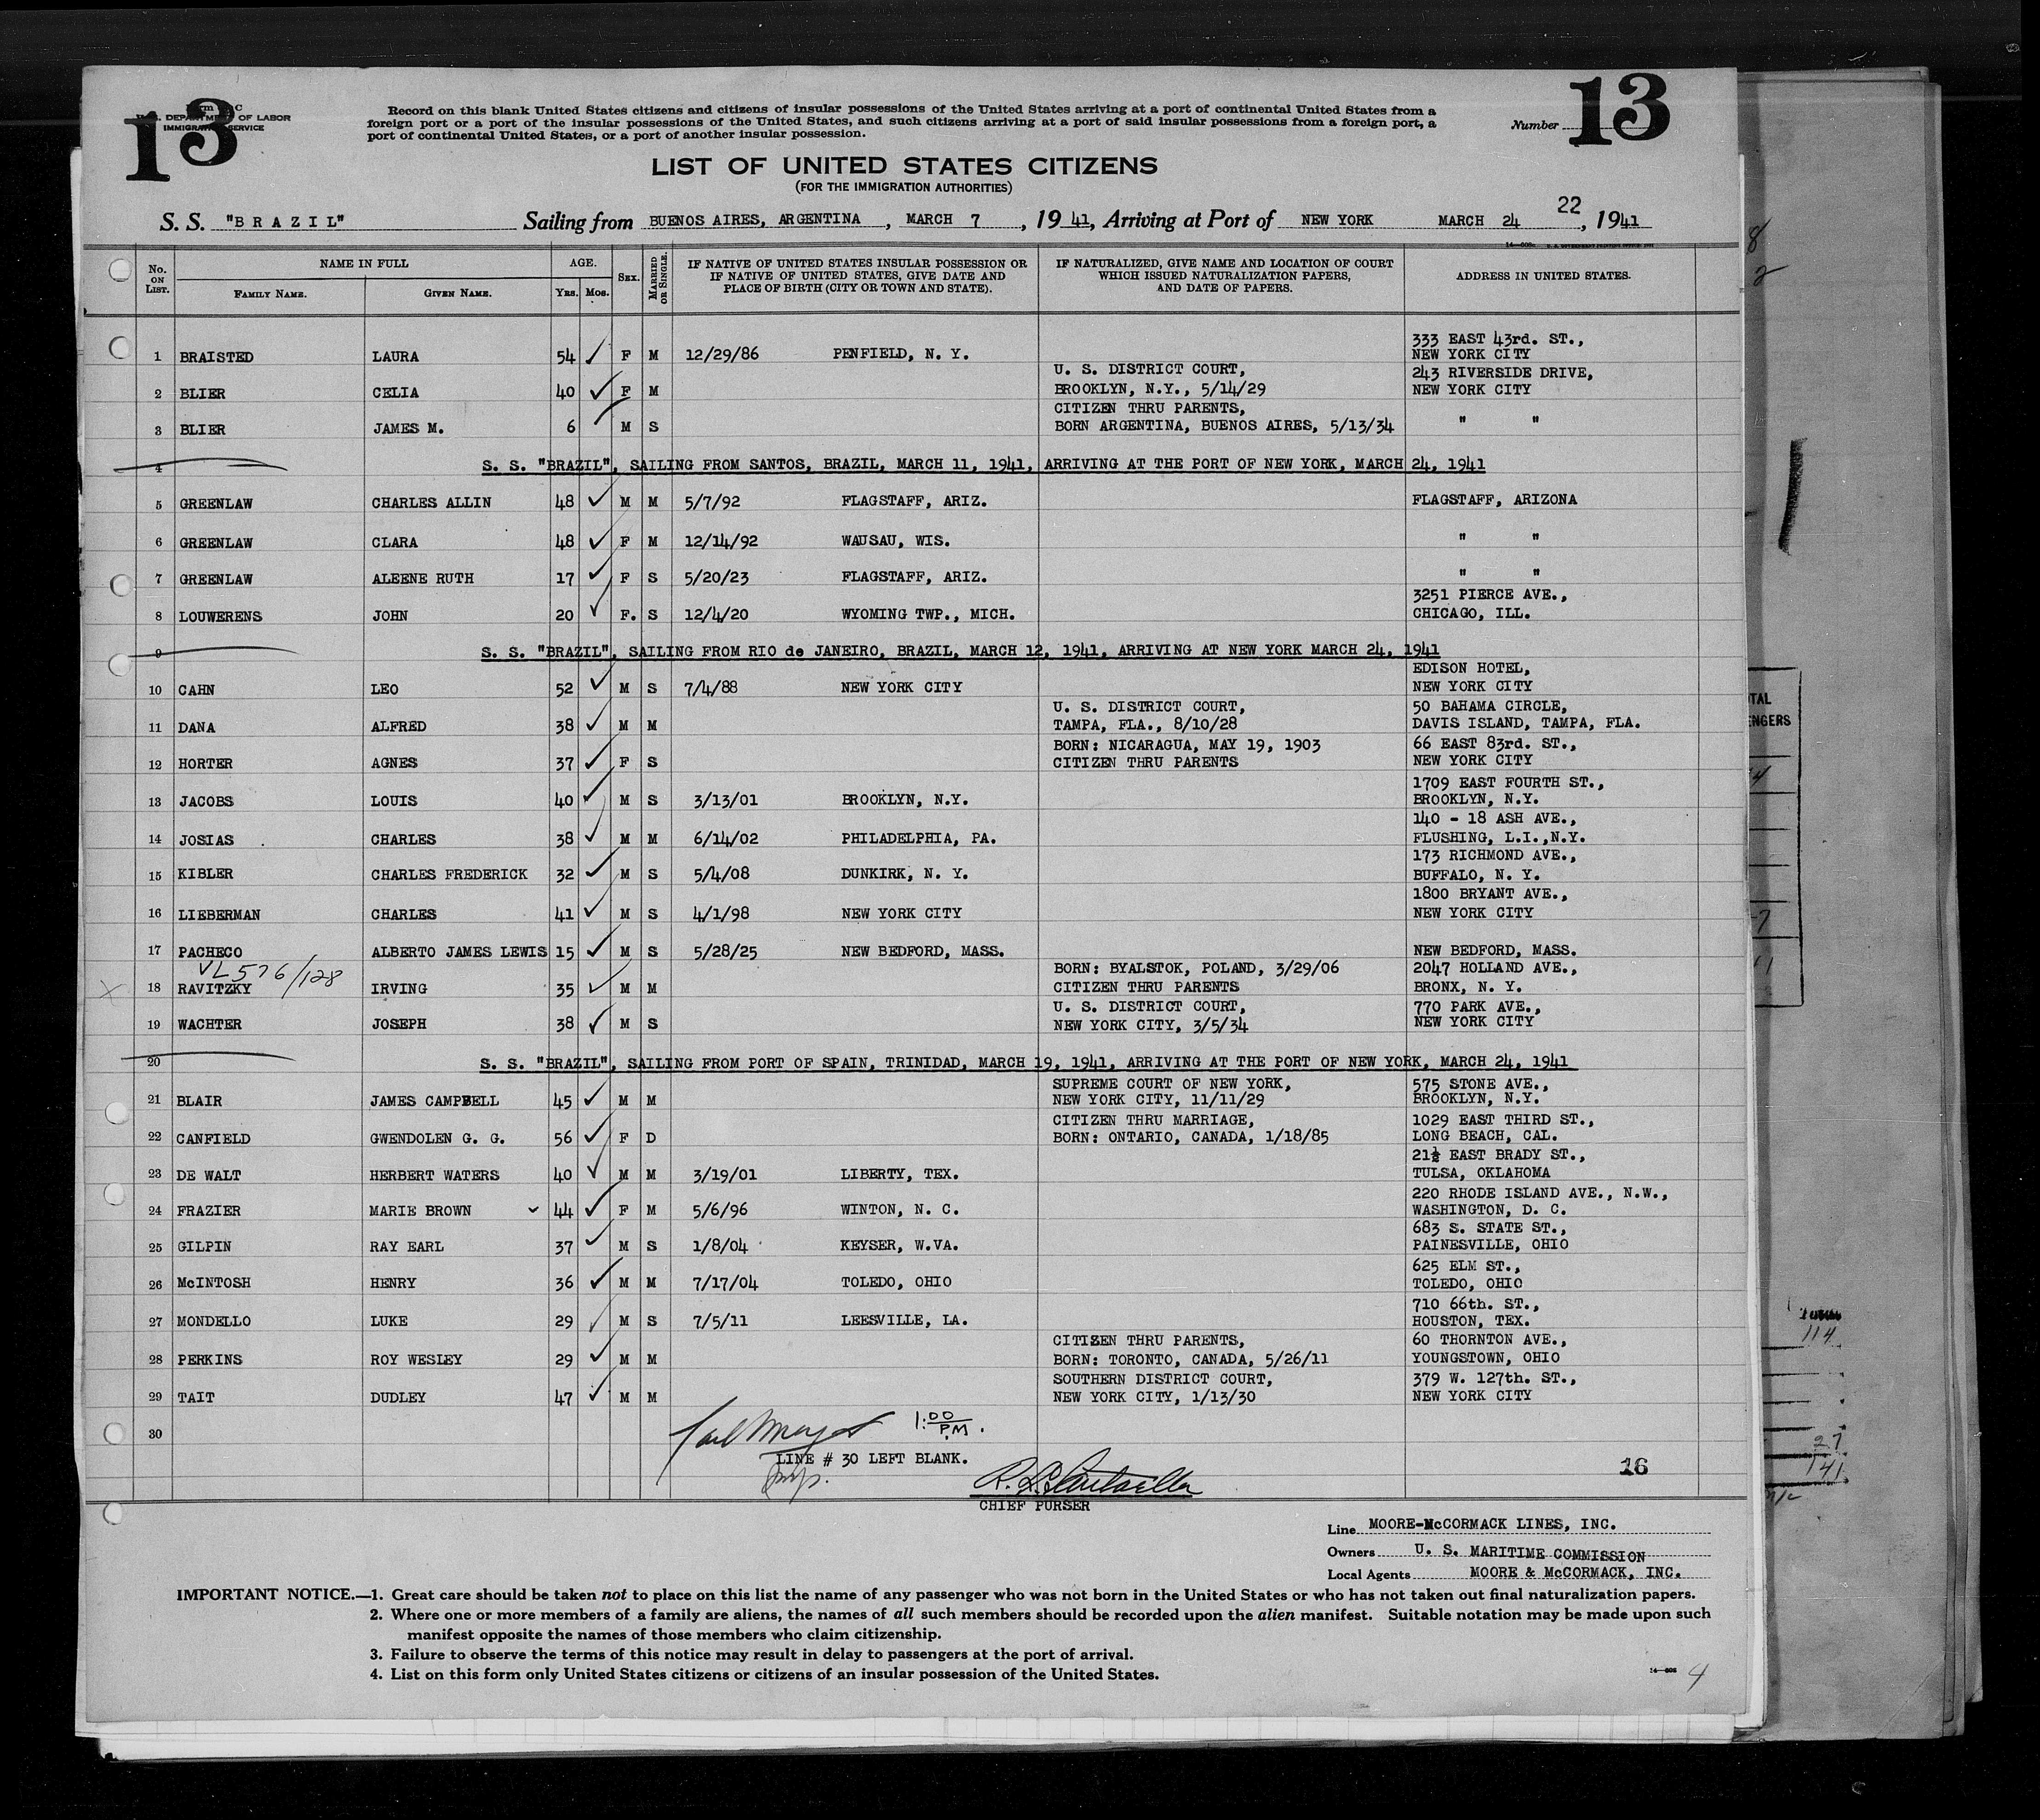 13
Form 630 C
U.S. DEPARTMENT OF LABOR
IMMIGRATION SERVICE
Record on this blank United States citizens and citizens of insular possessions of the United States arriving at a port of continental United States from a
foreign port or a port of the insular possessions of the United States, and such citizens arriving at a port of said insular possessions from a foreign port, a
port of continental United States, or a port of another insular possession.
Number 13
LIST OF UNITED STATES CITIZENS
(FOR THE IMMIGRATION AUTHORITIES)
S. S. "BRAZIL" Sailing from BUENOS AIRES, ARGENTINA, MARCH 7, 1941, Arriving at Port of NEW YORK MARCH 24 22, 1941
No. ON LIST. NAME IN FULL FAMILY NAME. GIVEN NAME. AGE. YRS. MOS. SEX. MARRIED OR SINGLE. IF NATIVE OF UNITED STATES INSULAR POSSESSION OR IF NATIVE OF UNITED STATES, GIVE DATE AND PLACE OF BIRTH (CITY OR TOWN AND STATE). IF NATURALIZED, GIVE NAME AND LOCATION OF COURT WHICH ISSUED NATURALIZATION PAPERS, AND DATE OF PAPERS. ADDRESS IN UNITED STATES.
1 BRAISTED LAURA 54 ✓ F M 12/29/86 PENFIELD, N. Y. 333 EAST 43rd. ST., NEW YORK CITY
2 BLIER CELIA 40 ✓ F M U. S. DISTRICT COURT, BROOKLYN, N.Y., 5/14/29 243 RIVERSIDE DRIVE, NEW YORK CITY
3 BLIER JAMES M. 6 ✓ M S CITIZEN THRU PARENTS, BORN ARGENTINA, BUENOS AIRES, 5/13/34 " "
4 S. S. "BRAZIL", SAILING FROM SANTOS, BRAZIL, MARCH 11, 1941, ARRIVING AT THE PORT OF NEW YORK, MARCH 24, 1941
5 GREENLAW CHARLES ALLIN 48 ✓ M M 5/7/92 FLAGSTAFF, ARIZ. FLAGSTAFF, ARIZONA
6 GREENLAW CLARA 48 ✓ F M 12/14/92 WAUSAU, WIS. " "
7 GREENLAW ALEENE RUTH 17 ✓ F S 5/20/23 FLAGSTAFF, ARIZ. " "
8 LOUWERENS JOHN 20 ✓ F. S 12/4/20 WYOMING TWP., MICH. 3251 PIERCE AVE., CHICAGO, ILL.
9 S. S. "BRAZIL", SAILING FROM RIO de JANEIRO, BRAZIL, MARCH 12, 1941, ARRIVING AT NEW YORK MARCH 24, 1941
10 CAHN LEO 52 ✓ M S 7/4/88 NEW YORK CITY EDISON HOTEL, NEW YORK CITY
11 DANA ALFRED 38 ✓ M M U. S. DISTRICT COURT, TAMPA, FLA., 8/10/28 50 BAHAMA CIRCLE, DAVIS ISLAND, TAMPA, FLA.
12 HORTER AGNES 37 ✓ F S BORN: NICARAGUA, MAY 19, 1903 CITIZEN THRU PARENTS 66 EAST 83rd. ST., NEW YORK CITY
13 JACOBS LOUIS 40 ✓ M S 3/13/01 BROOKLYN, N.Y. 1709 EAST FOURTH ST., BROOKLYN, N.Y.
14 JOSIAS CHARLES 38 ✓ M M 6/14/02 PHILADELPHIA, PA. 140 - 18 ASH AVE., FLUSHING, L.I.,N.Y.
15 KIBLER CHARLES FREDERICK 32 ✓ M S 5/4/08 DUNKIRK, N. Y. 173 RICHMOND AVE., BUFFALO, N. Y.
16 LIEBERMAN CHARLES 41 ✓ M S 4/1/98 NEW YORK CITY 1800 BRYANT AVE., NEW YORK CITY
17 PACHECO ALBERTO JAMES LEWIS 15 ✓ M S 5/28/25 NEW BEDFORD, MASS. NEW BEDFORD, MASS.
VL 576/128
18 RAVITZKY IRVING 35 ✓ M M BORN: BYALSTOK, POLAND, 3/29/06 CITIZEN THRU PARENTS 2047 HOLLAND AVE., BRONX, N. Y.
19 WACHTER JOSEPH 38 ✓ M S U. S. DISTRICT COURT, NEW YORK CITY, 3/5/34 770 PARK AVE., NEW YORK CITY
20 S. S. "BRAZIL", SAILING FROM PORT OF SPAIN, TRINIDAD, MARCH 19, 1941, ARRIVING AT THE PORT OF NEW YORK, MARCH 24, 1941
21 BLAIR JAMES CAMPBELL 45 ✓ M M SUPREME COURT OF NEW YORK, NEW YORK CITY, 11/11/29 575 STONE AVE., BROOKLYN, N.Y.
22 CANFIELD GWENDOLEN G. G. 56 ✓ F D CITIZEN THRU MARRIAGE, BORN: ONTARIO, CANADA, 1/18/85 1029 EAST THIRD ST., LONG BEACH, CAL.
23 DE WALT HERBERT WATERS 40 ✓ M M 3/19/01 LIBERTY, TEX. 21½ EAST BRADY ST., TULSA, OKLAHOMA
24 FRAZIER MARIE BROWN ✓ 44 ✓ F M 5/6/96 WINTON, N. C. 220 RHODE ISLAND AVE., N.W., WASHINGTON, D. C.
25 GILPIN RAY EARL 37 ✓ M S 1/8/04 KEYSER, W.VA. 683 S. STATE ST., PAINESVILLE, OHIO
26 McINTOSH HENRY 36 ✓ M M 7/17/04 TOLEDO, OHIO 625 ELM ST., TOLEDO, OHIO
27 MONDELLO LUKE 29 ✓ M S 7/5/11 LEESVILLE, LA. 710 66th. ST., HOUSTON, TEX.
28 PERKINS ROY WESLEY 29 ✓ M M CITIZEN THRU PARENTS, BORN: TORONTO, CANADA, 5/26/11 60 THORNTON AVE., YOUNGSTOWN, OHIO
29 TAIT DUDLEY 47 ✓ M M SOUTHERN DISTRICT COURT, NEW YORK CITY, 1/13/30 379 W. 127th. ST., NEW YORK CITY
30 1:00 PM.
LINE # 30 LEFT BLANK.
16
CHIEF PURSER
Line MOORE-McCORMACK LINES, INC.
Owners U. S. MARITIME COMMISSION
Local Agents MOORE & McCORMACK, INC.
IMPORTANT NOTICE.—1. Great care should be taken not to place on this list the name of any passenger who was not born in the United States or who has not taken out final naturalization papers.
2. Where one or more members of a family are aliens, the names of all such members should be recorded upon the alien manifest. Suitable notation may be made upon such
manifest opposite the names of those members who claim citizenship.
3. Failure to observe the terms of this notice may result in delay to passengers at the port of arrival.
4. List on this form only United States citizens or citizens of an insular possession of the United States.
4
114
27
141